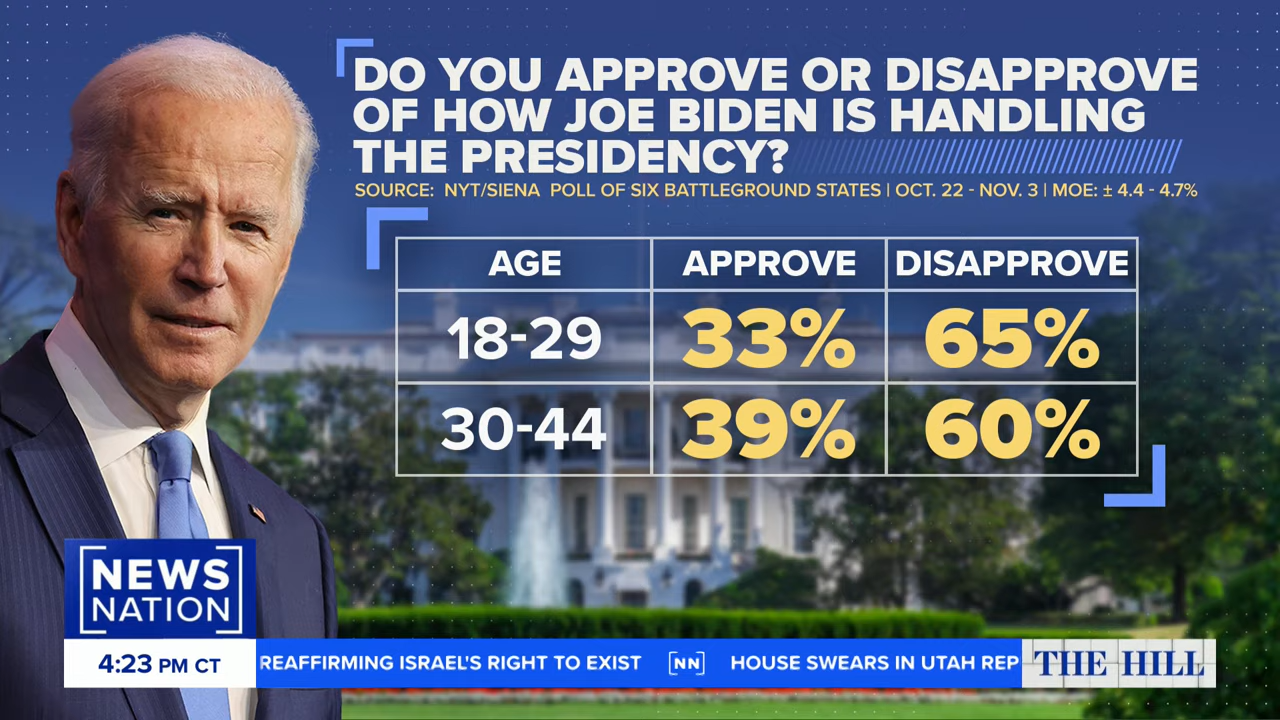 DO YOU APPROVE OR DISAPPROVE
OF HOW JOE BIDEN IS HANDLING
THE PRESIDENCY?
SOURCE: NYT/SIENA POLL OF SIX BATTLEGROUND STATES | OCT. 22 - NOV. 3 | MOE: ± 4.4 - 4.7%
AGE APPROVE DISAPPROVE
18-29 33% 65%
30-44 39% 60%
NEWS
NATION
4:23 PM CT REAFFIRMING ISRAEL'S RIGHT TO EXIST NN HOUSE SWEARS IN UTAH REP THE HILL